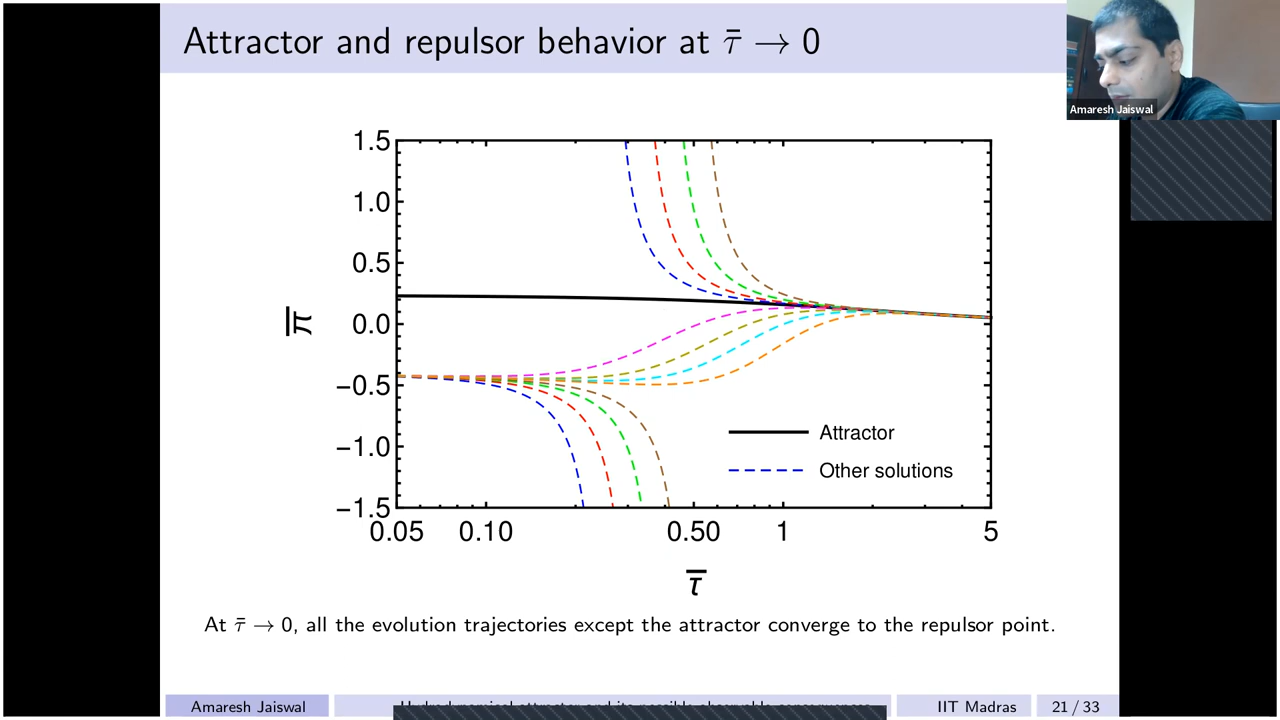 Attractor and repulsor behavior at τ̄ → 0
Amaresh Jaiswal
1.5
1.0
0.5
0.0
−0.5
−1.0
−1.5
π̄
Attractor
Other solutions
0.05 0.10 0.50 1 5
τ̄
At τ̄ → 0, all the evolution trajectories except the attractor converge to the repulsor point.
Amaresh Jaiswal
IIT Madras
21 / 33